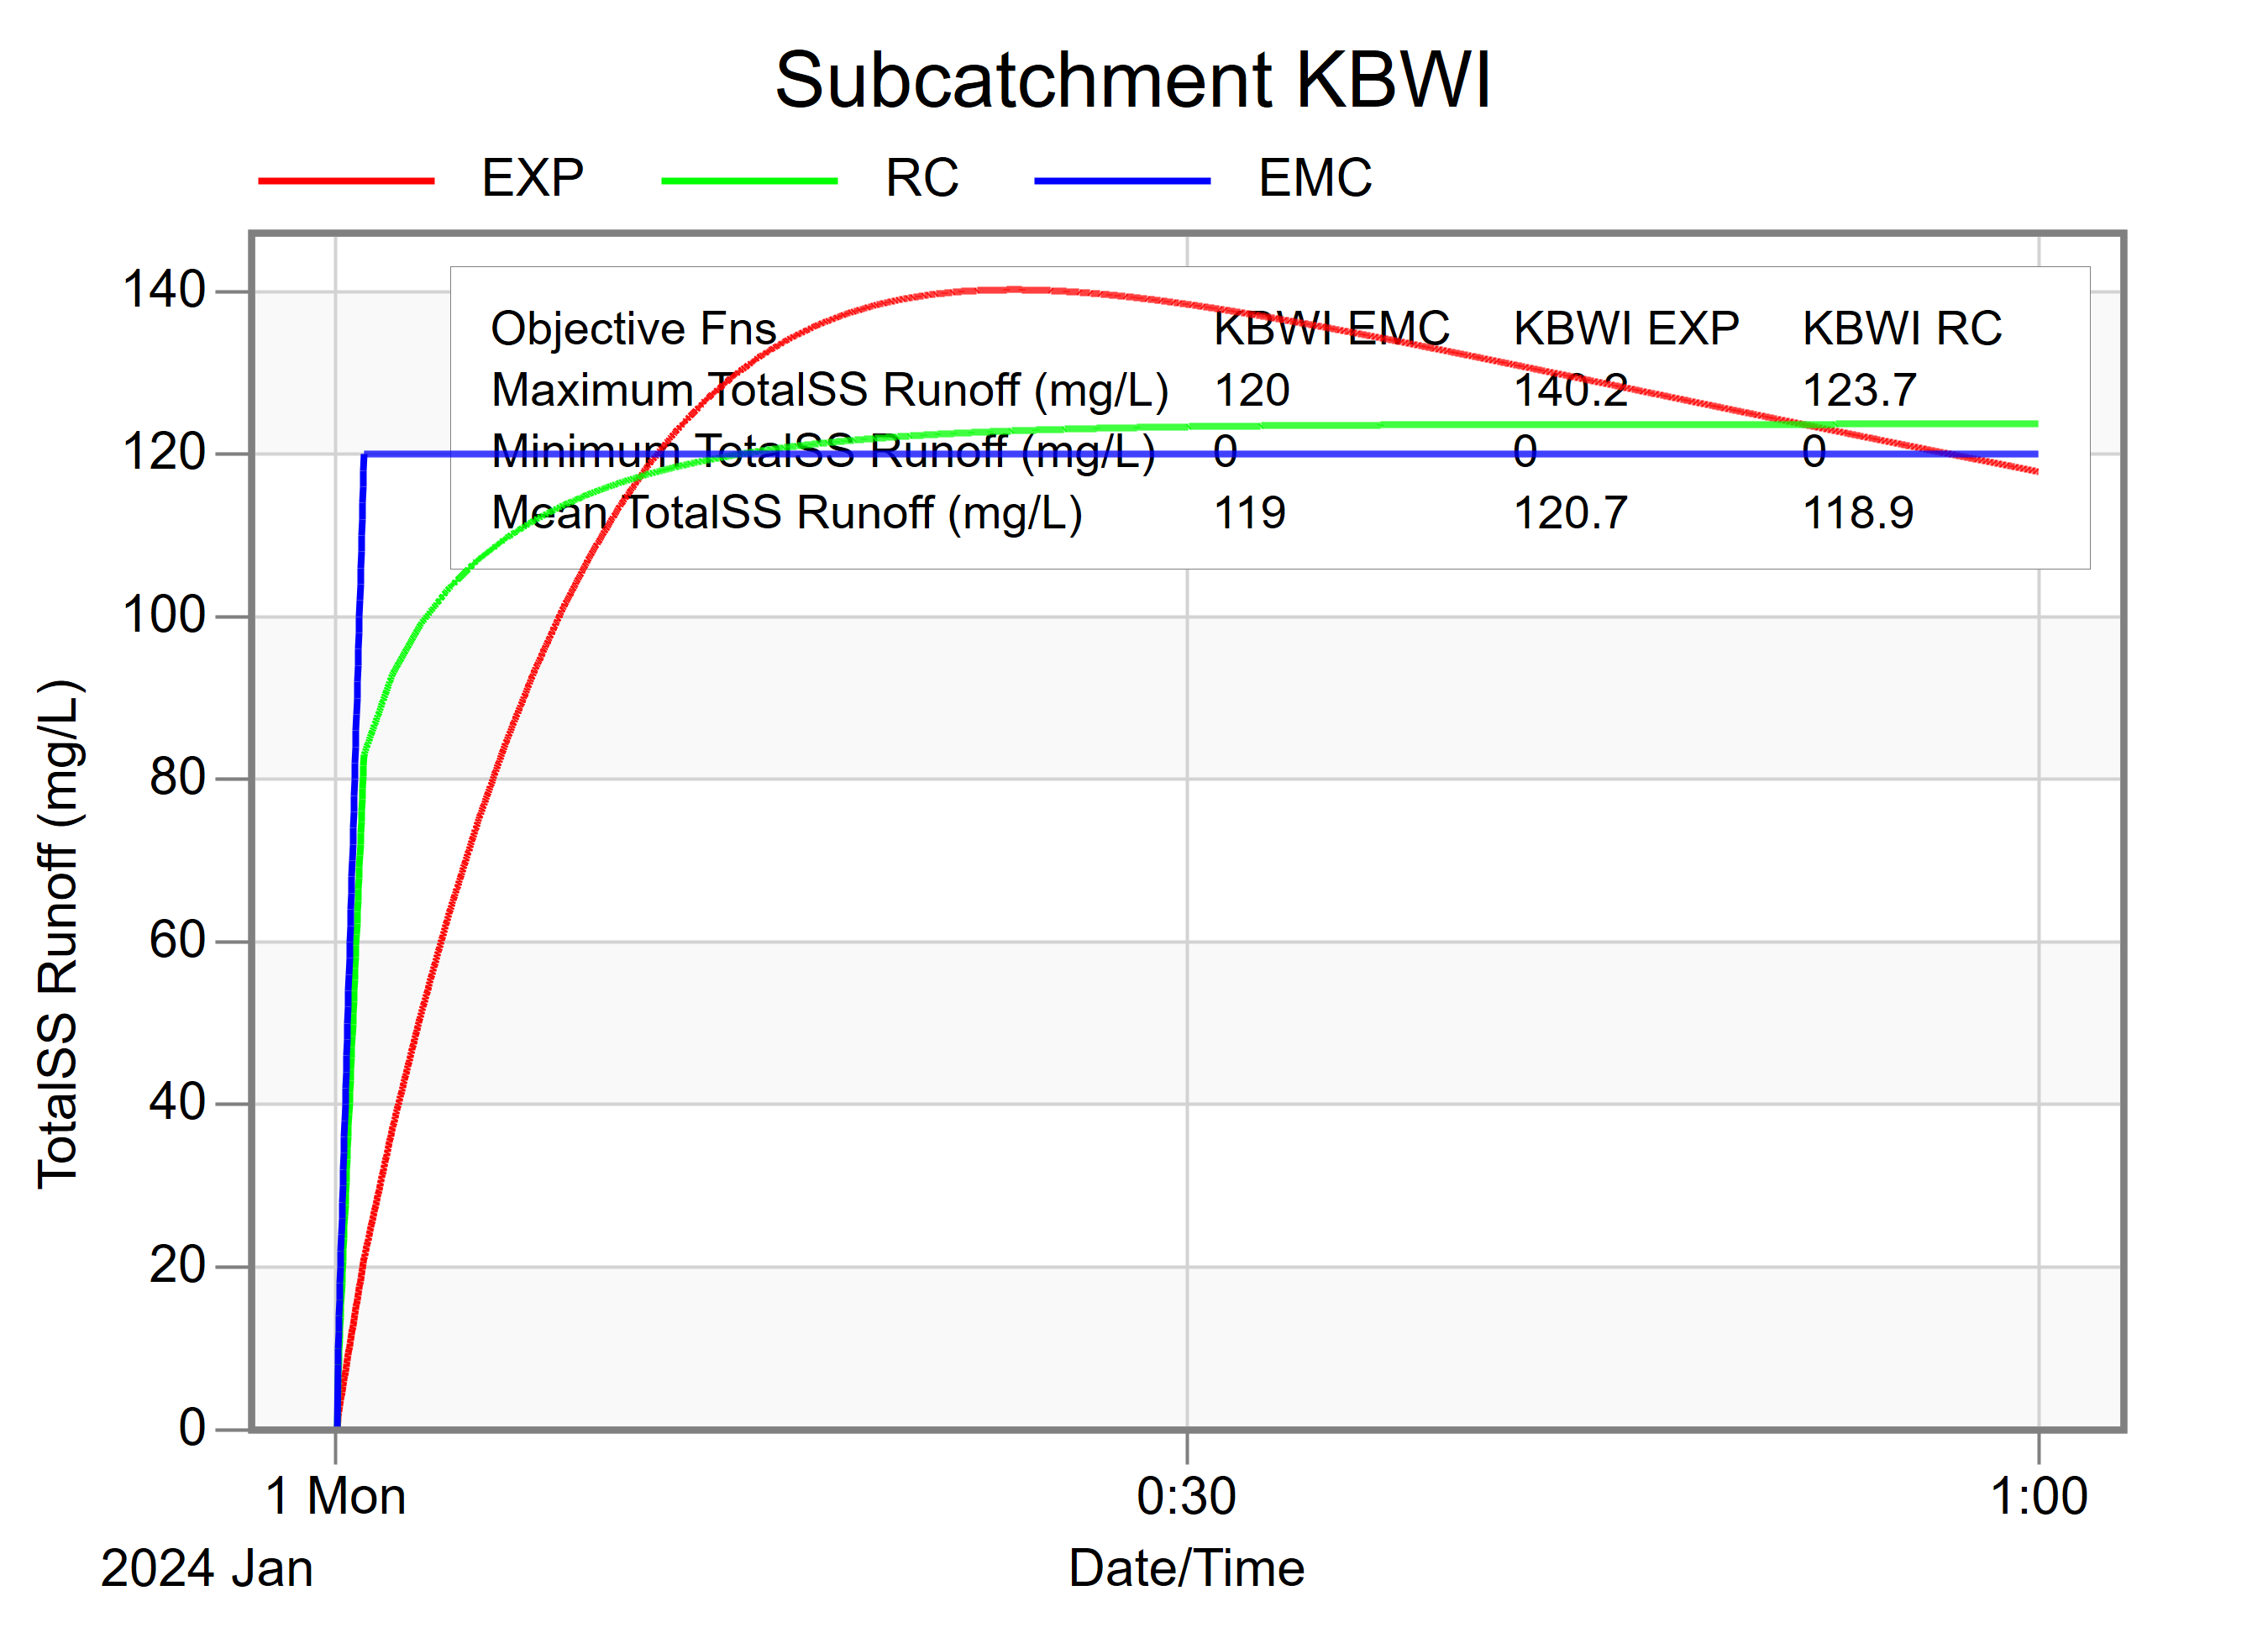 Subcatchment KBWI
EXP RC EMC
140
120
100
80
60
40
20
0
TotalSS Runoff (mg/L)
Objective Fns KBWI EMC KBWI EXP KBWI RC
Maximum TotalSS Runoff (mg/L) 120 140.2 123.7
Minimum TotalSS Runoff (mg/L) 0 0 0
Mean TotalSS Runoff (mg/L) 119 120.7 118.9
1 Mon 0:30 1:00
2024 Jan Date/Time